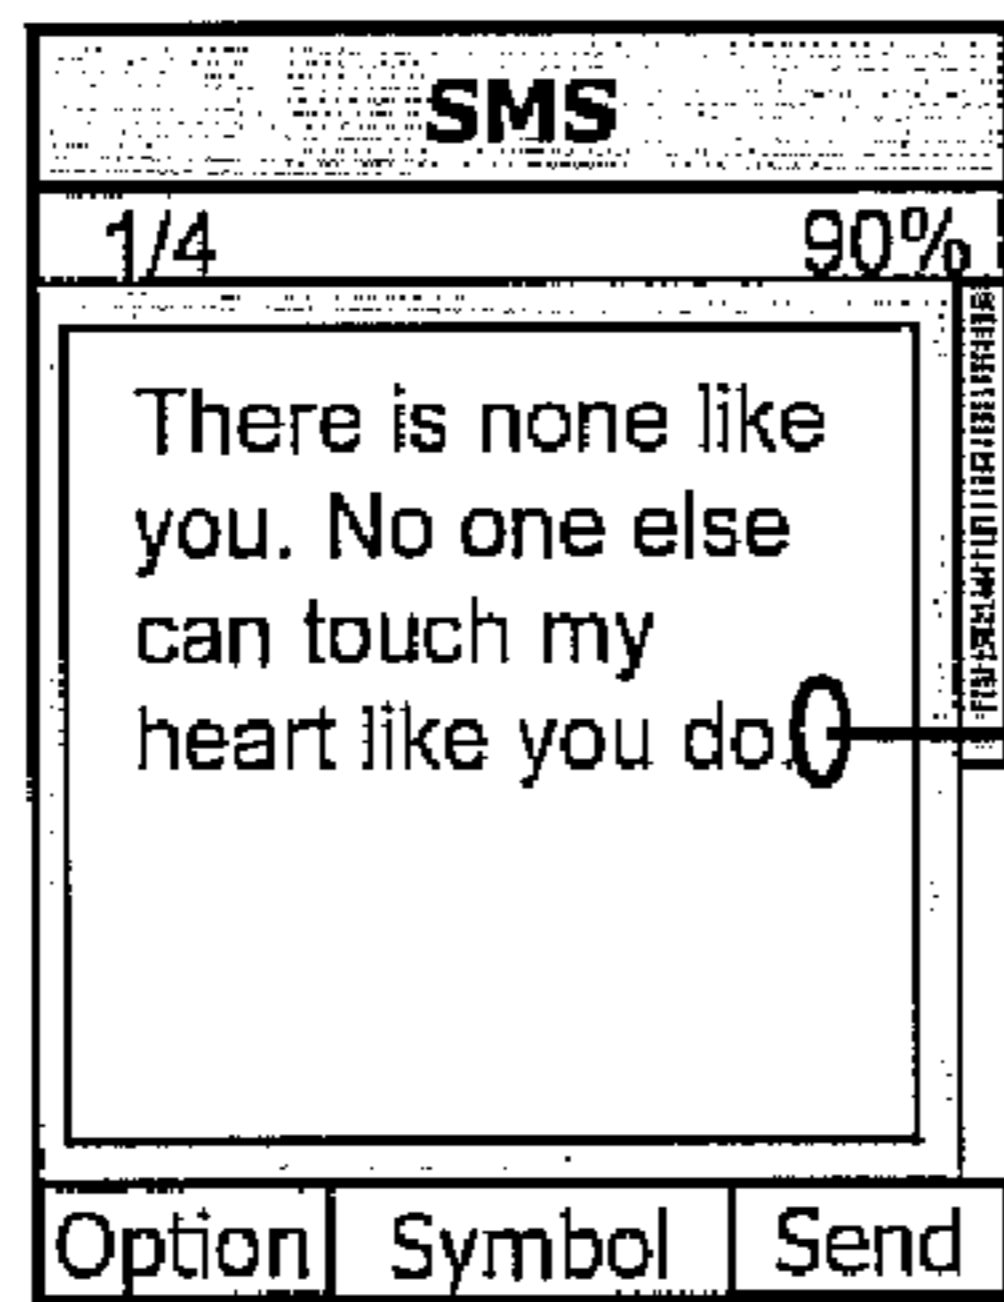 SMS
1/4 90%
There is none like
you. No one else
can touch my
heart like you do.
Option Symbol Send